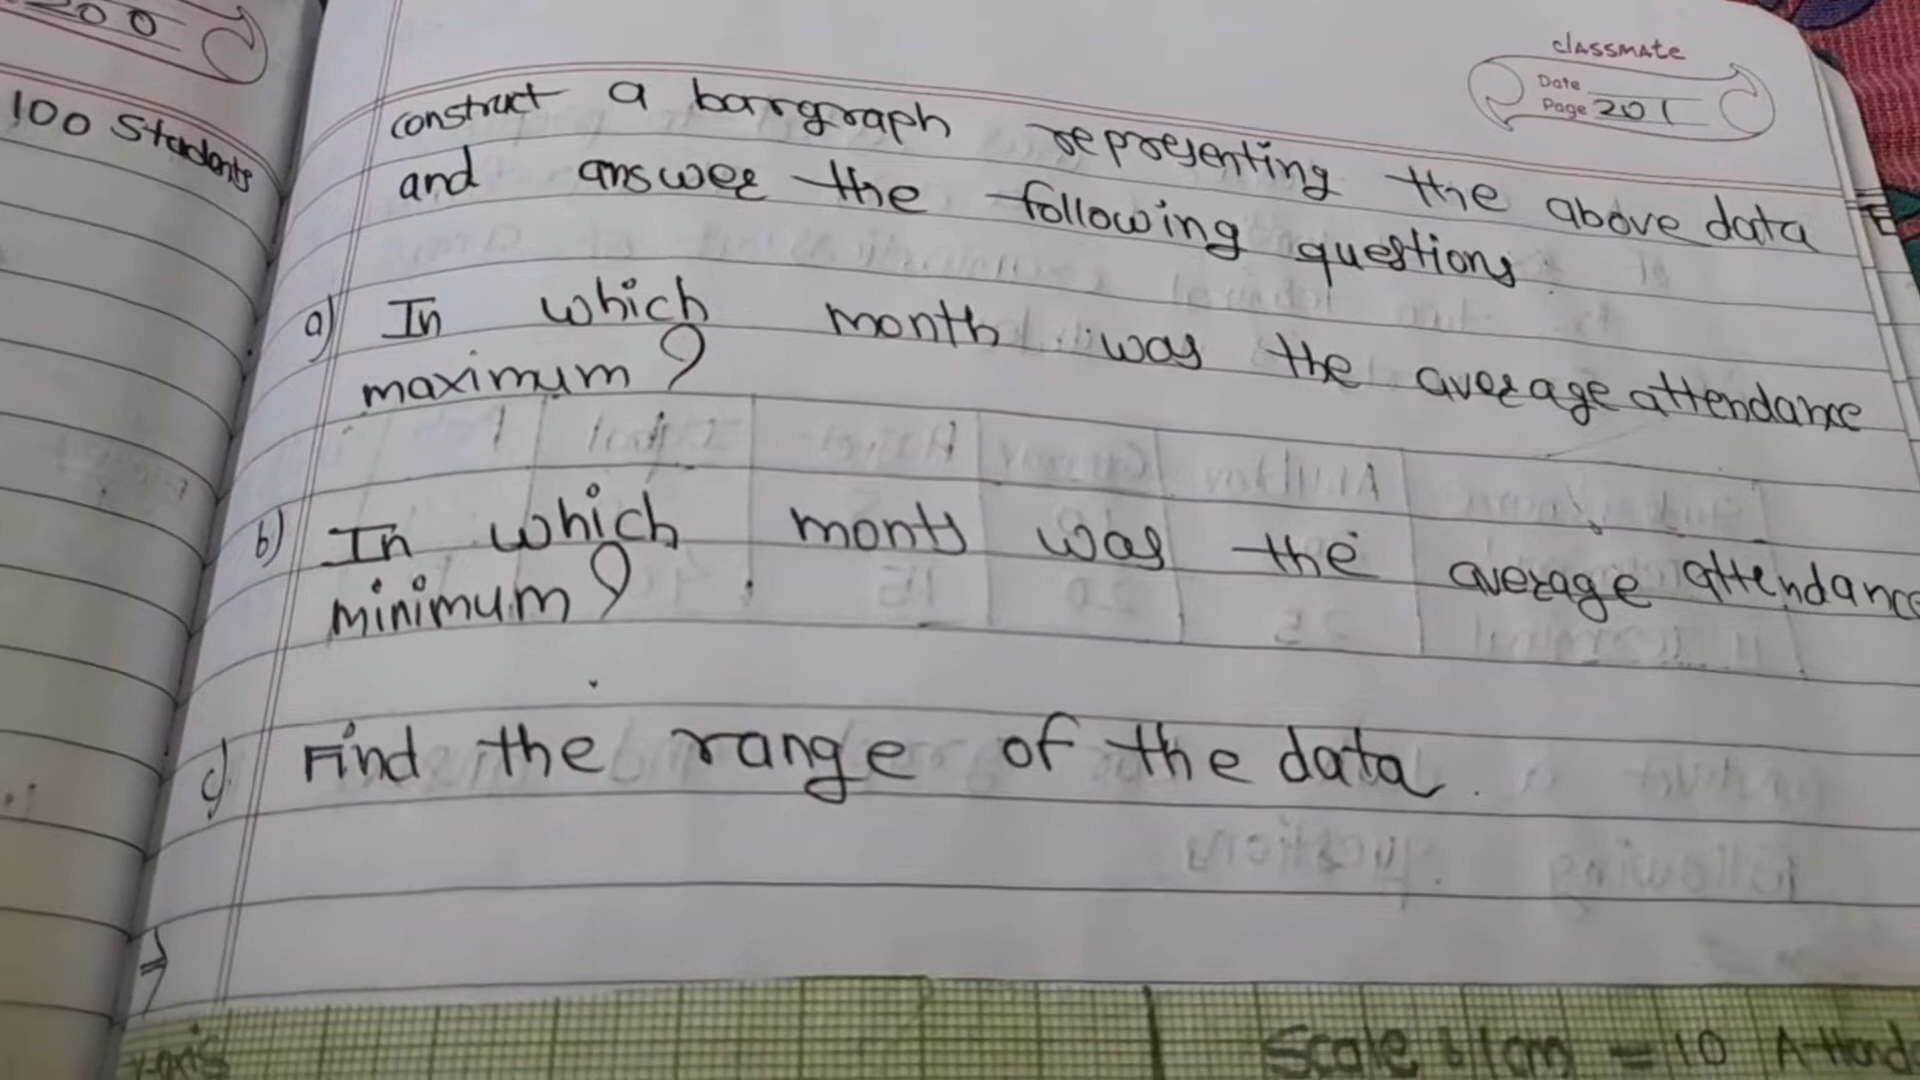 200
100 Students
classmate
Date
Page 201
construct a bargraph representing the above data
and answer the following questions
a) In which month was the average attendance
maximum?
b) In which month was the average attendance
minimum?
c) Find the range of the data.
Scale : 1cm = 10 Attend